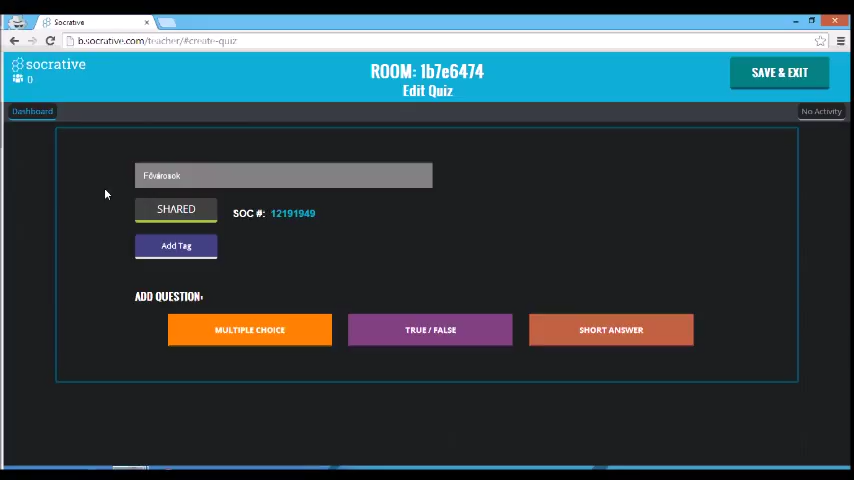 Socrative
b.socrative.com/teacher/#create-quiz
socrative
0
ROOM: 1b7e6474
Edit Quiz
SAVE & EXIT
Dashboard
No Activity
Fővárosok
SHARED
SOC #: 12191949
Add Tag
ADD QUESTION:
MULTIPLE CHOICE
TRUE / FALSE
SHORT ANSWER